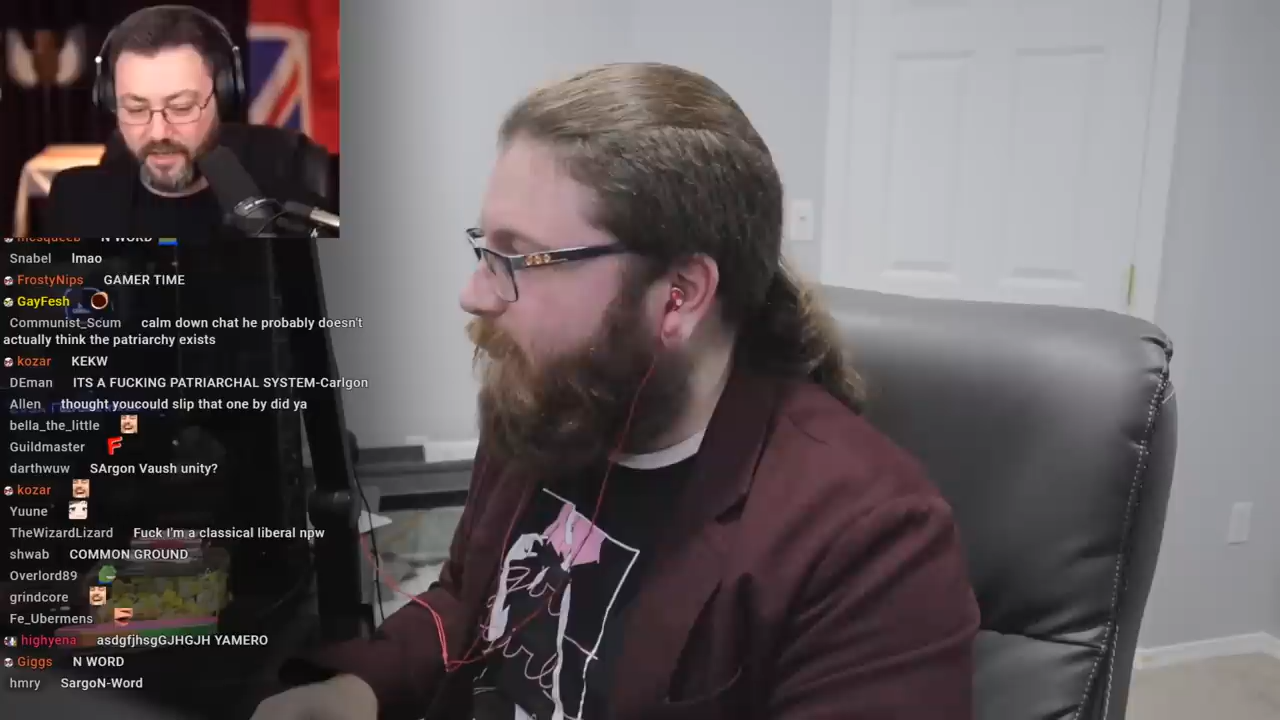 mcsqueeb N WORD
Snabel lmao
FrostyNips GAMER TIME
GayFesh
Communist_Scum calm down chat he probably doesn't
actually think the patriarchy exists
kozar KEKW
DEman ITS A FUCKING PATRIARCHAL SYSTEM-Carlgon
Allen thought youcould slip that one by did ya
bella_the_little
Guildmaster
darthwuw SArgon Vaush unity?
kozar
Yuune
TheWizardLizard Fuck I'm a classical liberal npw
shwab COMMON GROUND
Overlord89
grindcore
Fe_Ubermens
highyena asdgfjhsgGJHGJH YAMERO
Giggs N WORD
hmry SargoN-Word